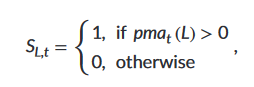 S_{L,t} = { 1, if pma_t (L) > 0
0, otherwise ,